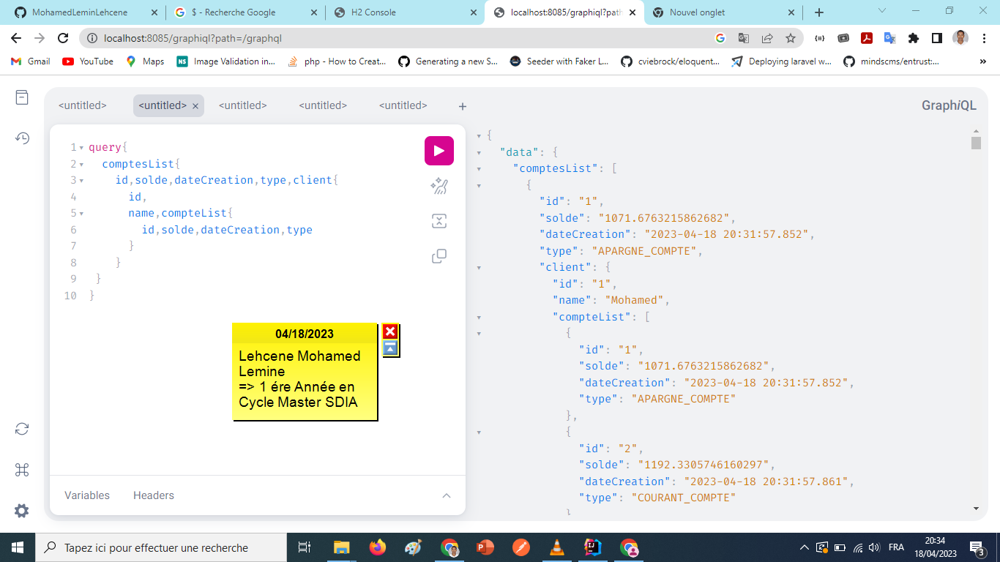 MohamedLeminLehcene
$ - Recherche Google
H2 Console
localhost:8085/graphiql?path=/gra
Nouvel onglet
localhost:8085/graphiql?path=/graphql
Gmail
YouTube
Maps
Image Validation in...
php - How to Creat...
Generating a new S...
Seeder with Faker L...
cviebrock/eloquent...
Deploying laravel w...
mindscms/entrust:...
<untitled>
<untitled>
<untitled>
<untitled>
<untitled>
GraphiQL
1 query{
2 comptesList{
3 id,solde,dateCreation,type,client{
4 id,
5 name,compteList{
6 id,solde,dateCreation,type
7 }
8 }
9 }
10 }
04/18/2023
Lehcene Mohamed
Lemine
=> 1 ére Année en
Cycle Master SDIA
Variables
Headers
{
"data": {
"comptesList": [
{
"id": "1",
"solde": "1071.6763215862682",
"dateCreation": "2023-04-18 20:31:57.852",
"type": "APARGNE_COMPTE",
"client": {
"id": "1",
"name": "Mohamed",
"compteList": [
{
"id": "1",
"solde": "1071.6763215862682",
"dateCreation": "2023-04-18 20:31:57.852",
"type": "APARGNE_COMPTE"
},
{
"id": "2",
"solde": "1192.3305746160297",
"dateCreation": "2023-04-18 20:31:57.861",
"type": "COURANT_COMPTE"
}
Tapez ici pour effectuer une recherche
FRA
20:34
18/04/2023
3